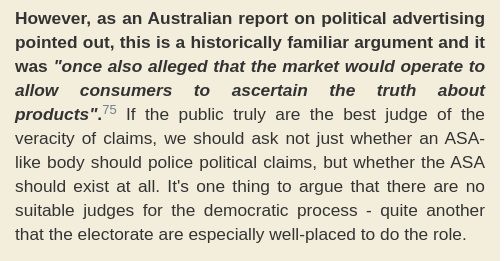 However, as an Australian report on political advertising
pointed out, this is a historically familiar argument and it
was "once also alleged that the market would operate to
allow consumers to ascertain the truth about
products".75 If the public truly are the best judge of the
veracity of claims, we should ask not just whether an ASA-
like body should police political claims, but whether the ASA
should exist at all. It's one thing to argue that there are no
suitable judges for the democratic process - quite another
that the electorate are especially well-placed to do the role.